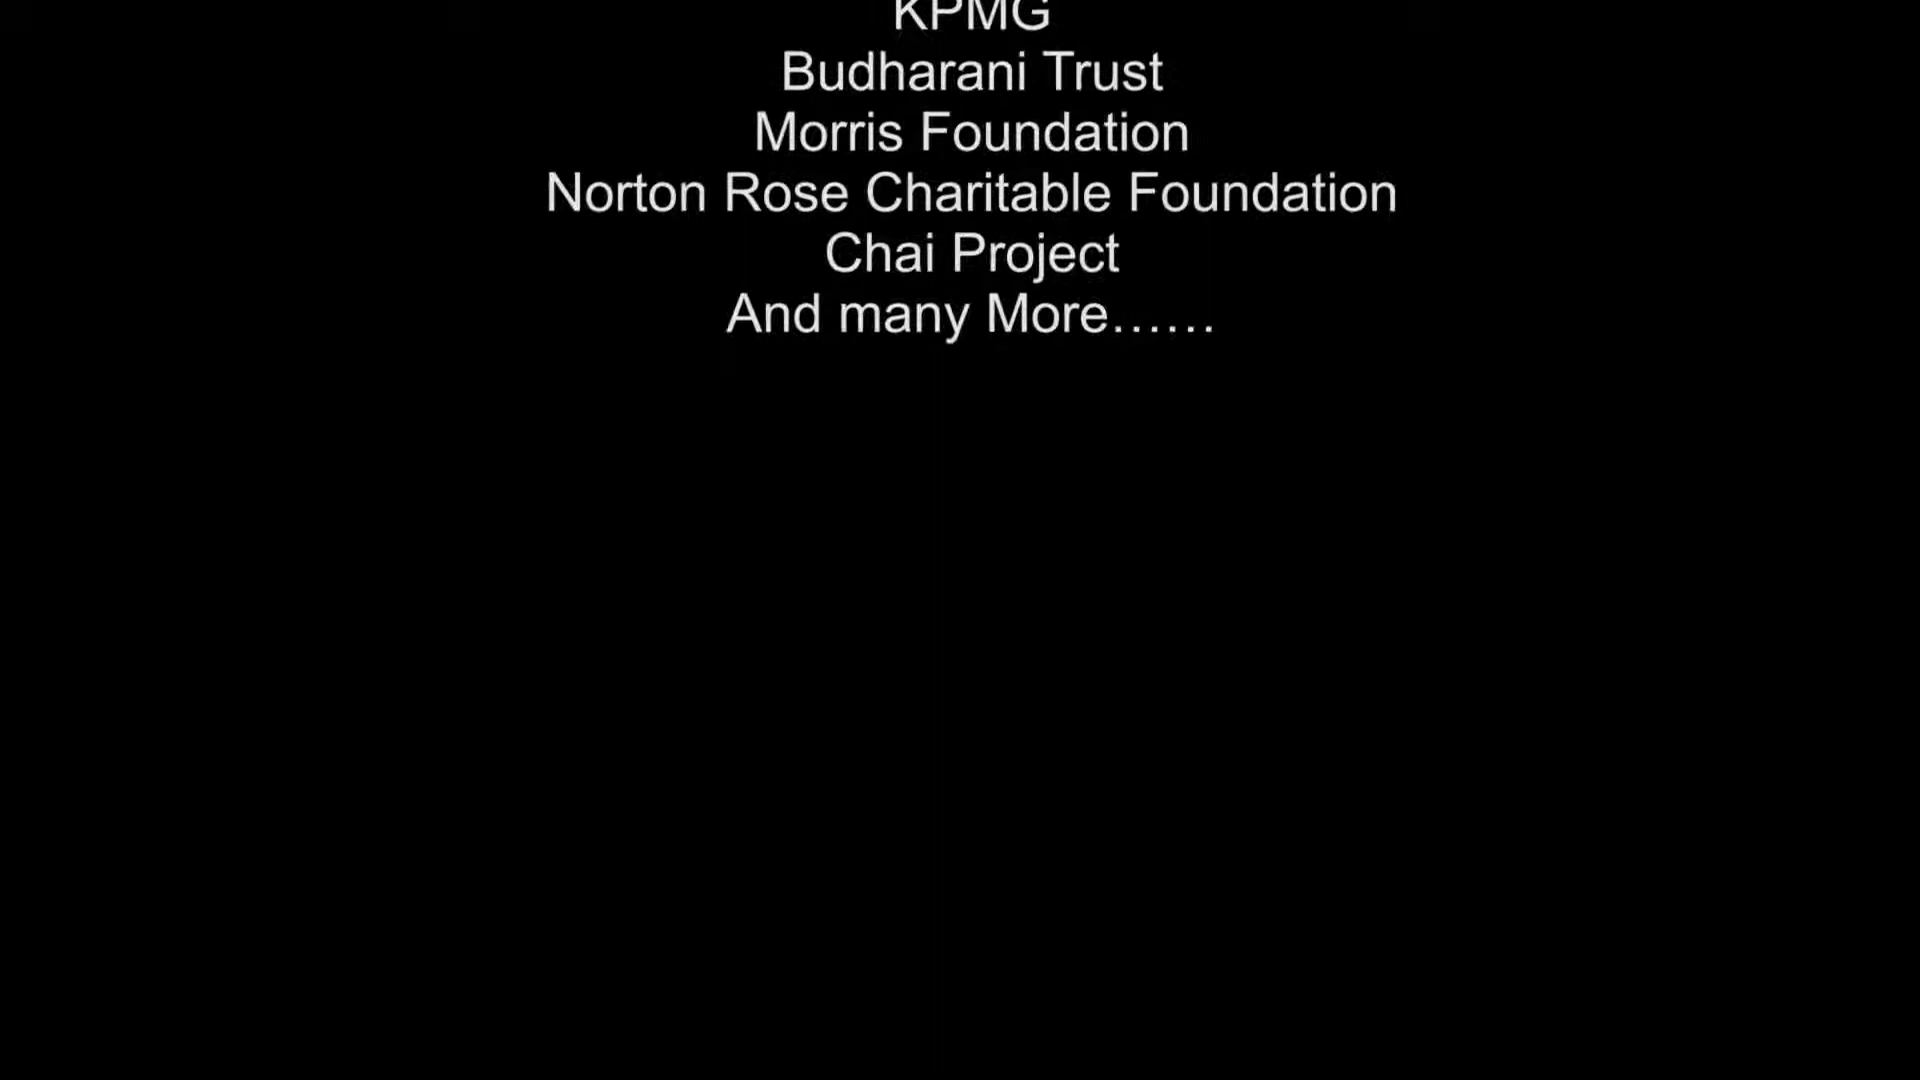 KPMG
Budharani Trust
Morris Foundation
Norton Rose Charitable Foundation
Chai Project
And many More......